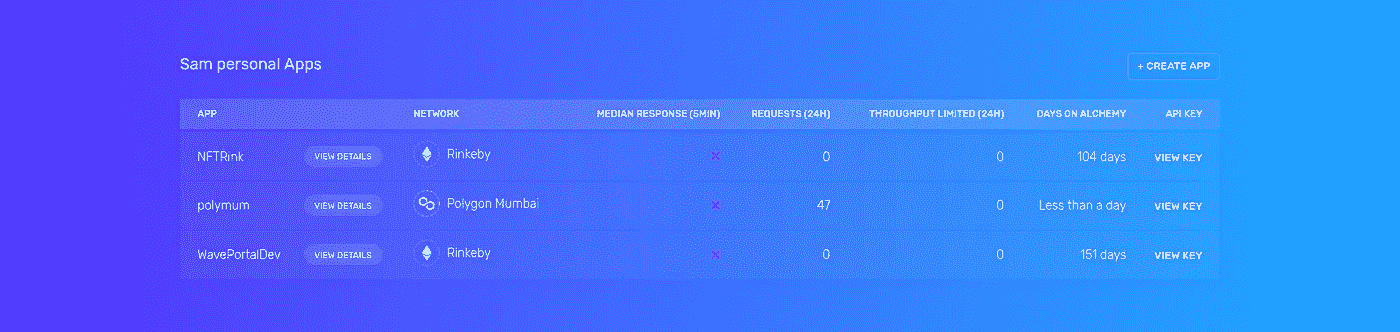 Sam personal Apps
+ CREATE APP
APP NETWORK MEDIAN RESPONSE (5MIN) REQUESTS (24H) THROUGHPUT LIMITED (24H) DAYS ON ALCHEMY API KEY
NFTRink VIEW DETAILS Rinkeby × 0 0 104 days VIEW KEY
polymum VIEW DETAILS Polygon Mumbai × 47 0 Less than a day VIEW KEY
WavePortalDev VIEW DETAILS Rinkeby × 0 0 151 days VIEW KEY